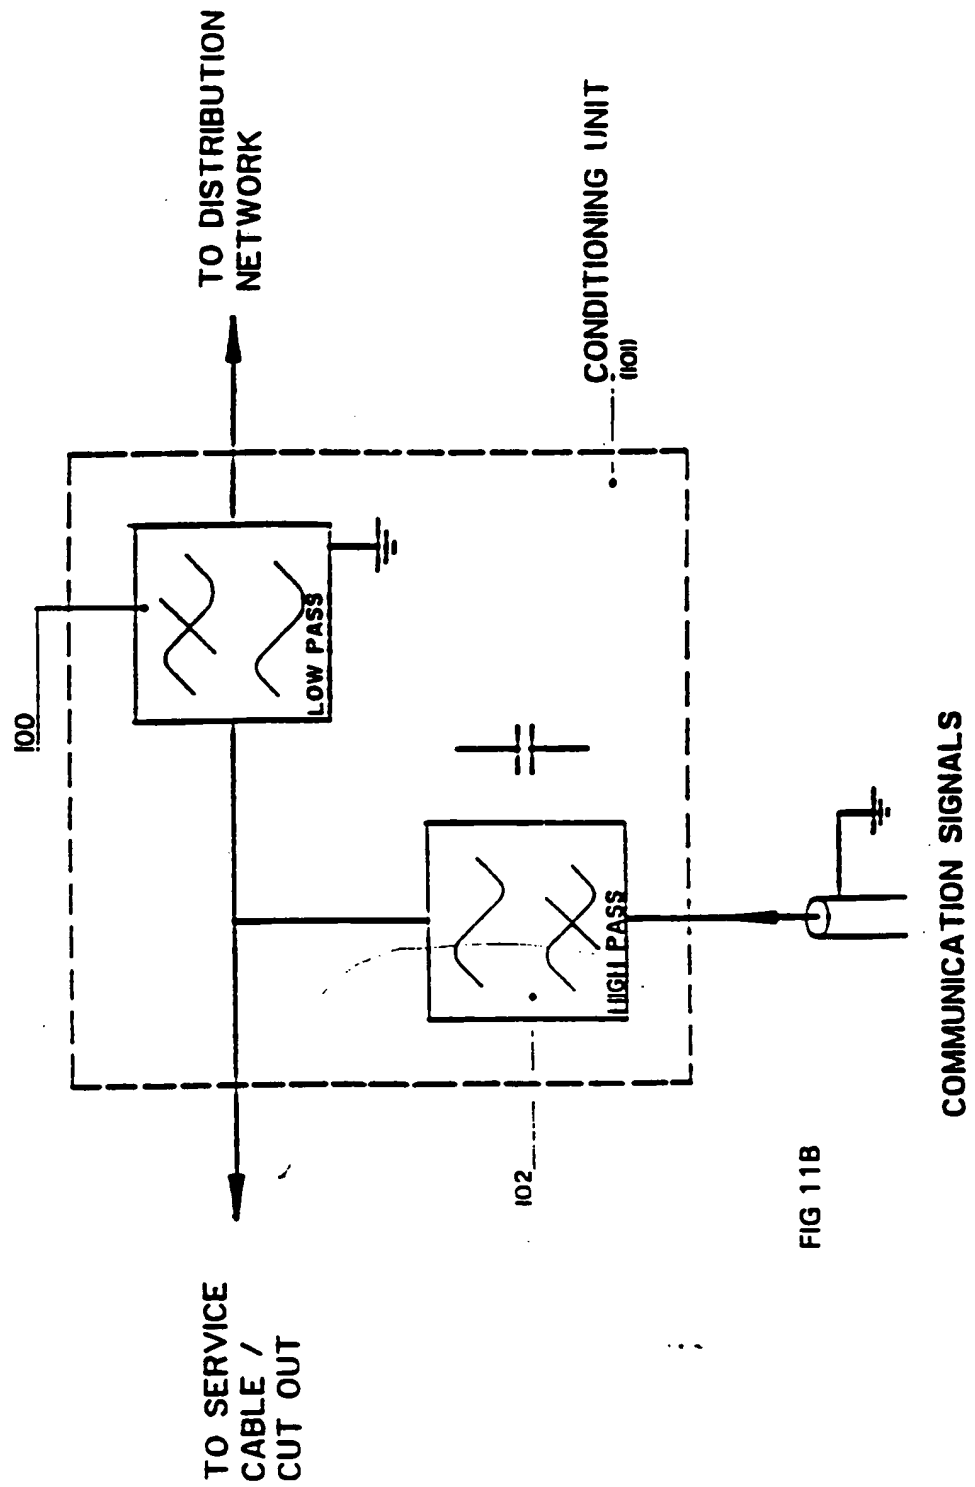 TO SERVICE
CABLE /
CUT OUT
100
TO DISTRIBUTION
NETWORK
LOW PASS
102
HIGH PASS
CONDITIONING UNIT
(101)
FIG 11B
COMMUNICATION SIGNALS